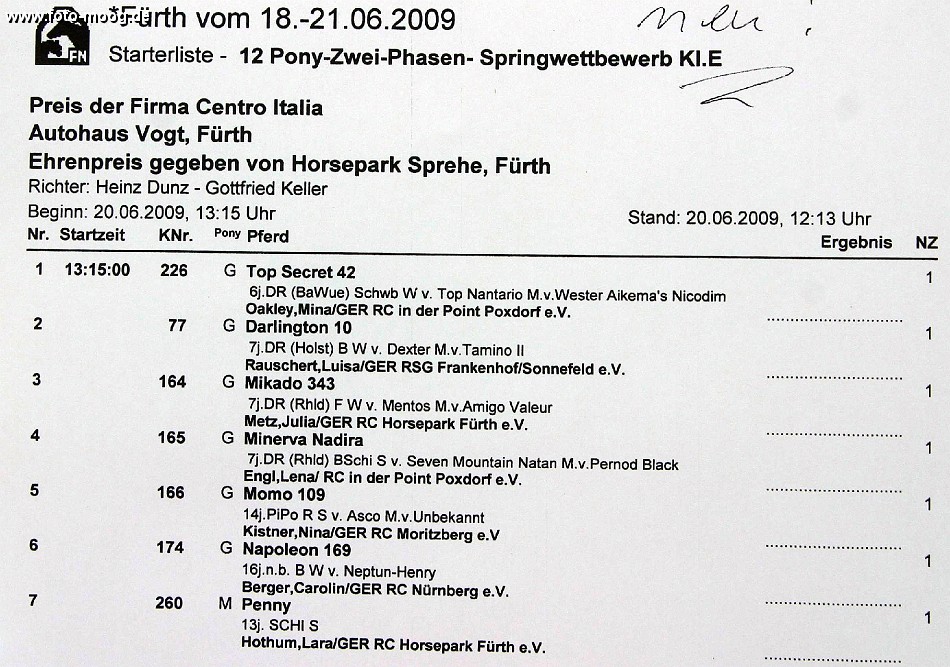 www.foto-moog.de
*Fürth vom 18.-21.06.2009
neu!
FN
Starterliste - 12 Pony-Zwei-Phasen- Springwettbewerb Kl.E
Preis der Firma Centro Italia
Autohaus Vogt, Fürth
Ehrenpreis gegeben von Horsepark Sprehe, Fürth
Richter: Heinz Dunz - Gottfried Keller
Beginn: 20.06.2009, 13:15 Uhr Stand: 20.06.2009, 12:13 Uhr
Nr. Startzeit KNr. Pony Pferd Ergebnis NZ
1 13:15:00 226 G Top Secret 42 1
6j.DR (BaWue) Schwb W v. Top Nantario M.v.Wester Aikema's Nicodim
Oakley,Mina/GER RC in der Point Poxdorf e.V.
2 77 G Darlington 10 1
7j.DR (Holst) B W v. Dexter M.v.Tamino II
Rauschert,Luisa/GER RSG Frankenhof/Sonnefeld e.V.
3 164 G Mikado 343 1
7j.DR (Rhld) F W v. Mentos M.v.Amigo Valeur
Metz,Julia/GER RC Horsepark Fürth e.V.
4 165 G Minerva Nadira 1
7j.DR (Rhld) BSchi S v. Seven Mountain Natan M.v.Pernod Black
Engl,Lena/ RC in der Point Poxdorf e.V.
5 166 G Momo 109 1
14j.PiPo R S v. Asco M.v.Unbekannt
Kistner,Nina/GER RC Moritzberg e.V
6 174 G Napoleon 169 1
16j.n.b. B W v. Neptun-Henry
Berger,Carolin/GER RC Nürnberg e.V.
7 260 M Penny 1
13j. SCHI S
Hothum,Lara/GER RC Horsepark Fürth e.V.